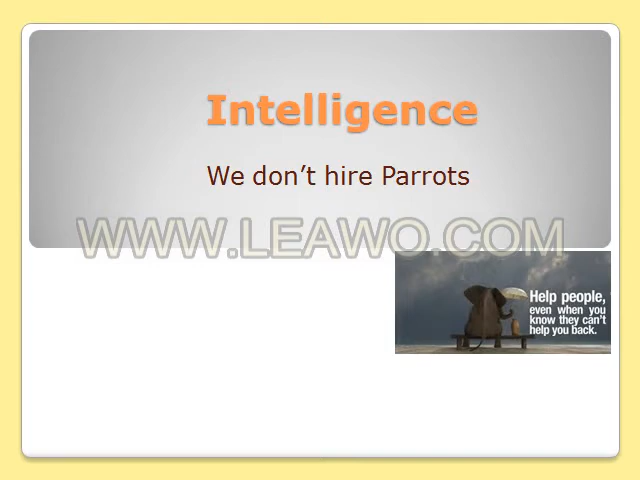 Intelligence
We don't hire Parrots
WWW.LEAWO.COM
Help people,
even when you
know they can't
help you back.